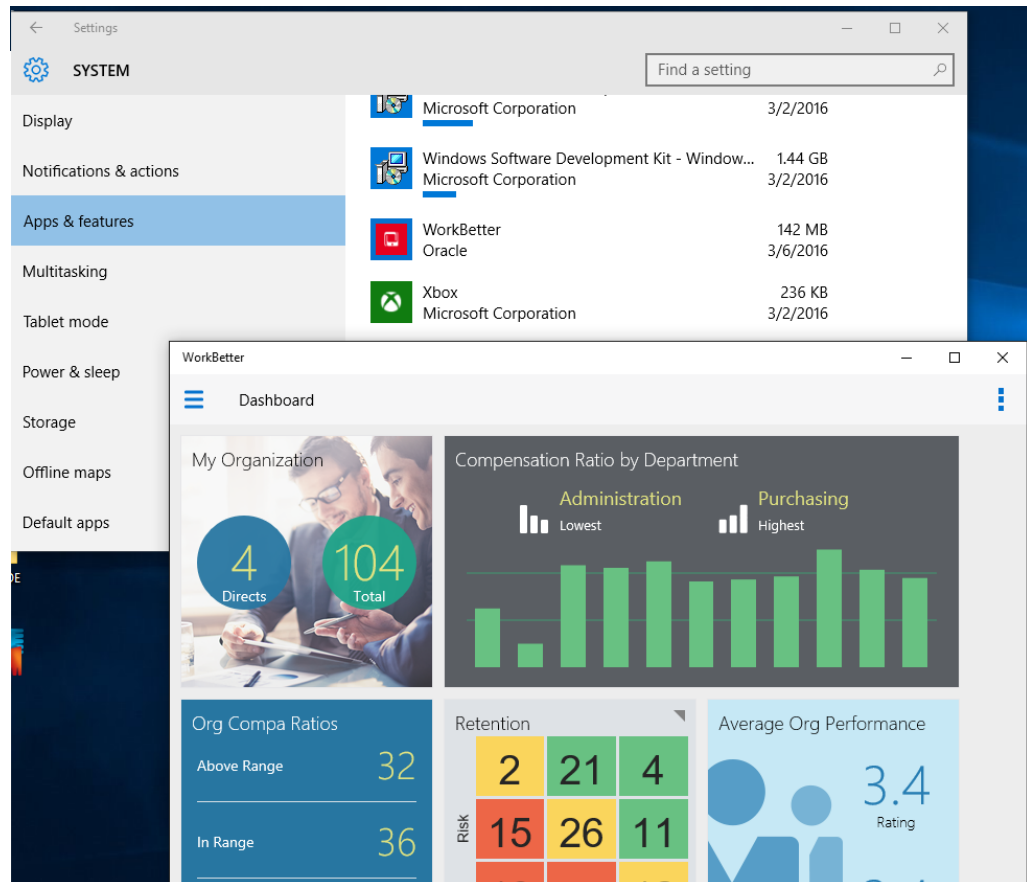 Settings
SYSTEM
Find a setting
Display
Notifications & actions
Apps & features
Multitasking
Tablet mode
Power & sleep
Storage
Offline maps
Default apps
Microsoft Corporation 3/2/2016
Windows Software Development Kit - Window... 1.44 GB
Microsoft Corporation 3/2/2016
WorkBetter 142 MB
Oracle 3/6/2016
Xbox 236 KB
Microsoft Corporation 3/2/2016
WorkBetter
Dashboard
My Organization
4
Directs
104
Total
Compensation Ratio by Department
Administration
Lowest
Purchasing
Highest
Org Compa Ratios
Above Range 32
In Range 36
Retention
Risk
2 21 4
15 26 11
Average Org Performance
3.4
Rating